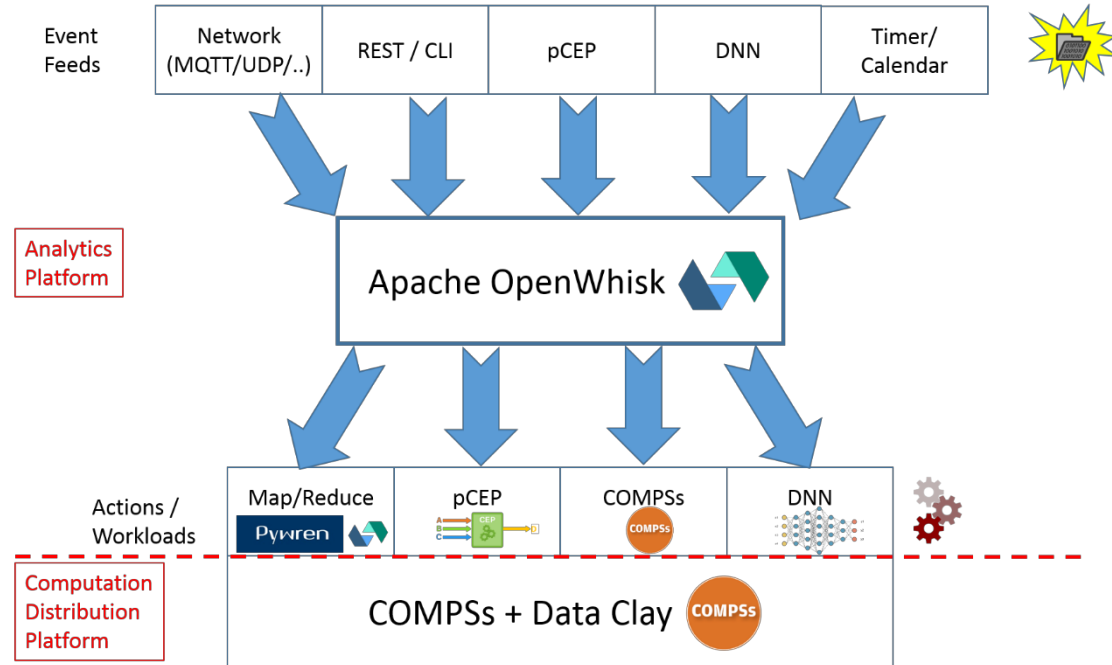 Event
Feeds
Network
(MQTT/UDP/..)
REST / CLI
pCEP
DNN
Timer/
Calendar
Analytics
Platform
Apache OpenWhisk
Actions /
Workloads
Map/Reduce
Pywren
pCEP
A
B
C
CEP
D
COMPSs
COMPSs
DNN
Computation
Distribution
Platform
COMPSs + Data Clay
COMPSs